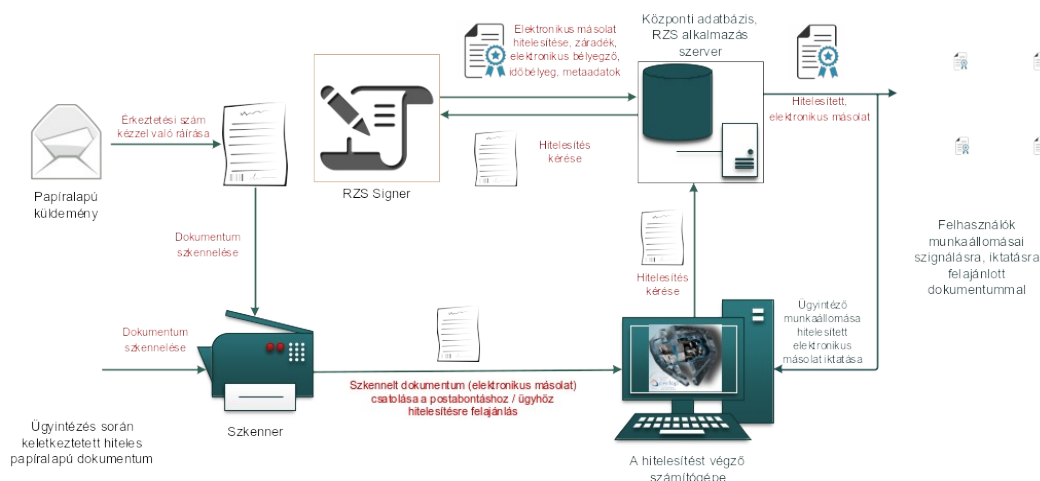 Elektronikus másolat
hitelesítése, záradék,
elektronikus bélyegző,
időbélyeg, metaadatok
Központi adatbázis,
RZS alkalmazás
szerver
Hitelesített,
elektronikus másolat
Érkeztetési szám
kézzel való ráírása
Hitelesítés
kérése
RZS Signer
Papíralapú
küldemény
Dokumentum
szkennelése
Hitelesítés
kérése
Felhasználók
munkaállomásai
szignálásra, iktatásra
felajánlott
dokumentummal
Ügyintéző
munkaállomása
hitelesített
elektronikus
másolat iktatása
Dokumentum
szkennelése
Szkennelt dokumentum (elektronikus másolat)
csatolása a postabontáshoz / ügyhöz
hitelesítésre felajánlás
Ügyintézés során
keletkeztetett hiteles
papíralapú dokumentum
Szkenner
A hitelesítést végző
számítógépe